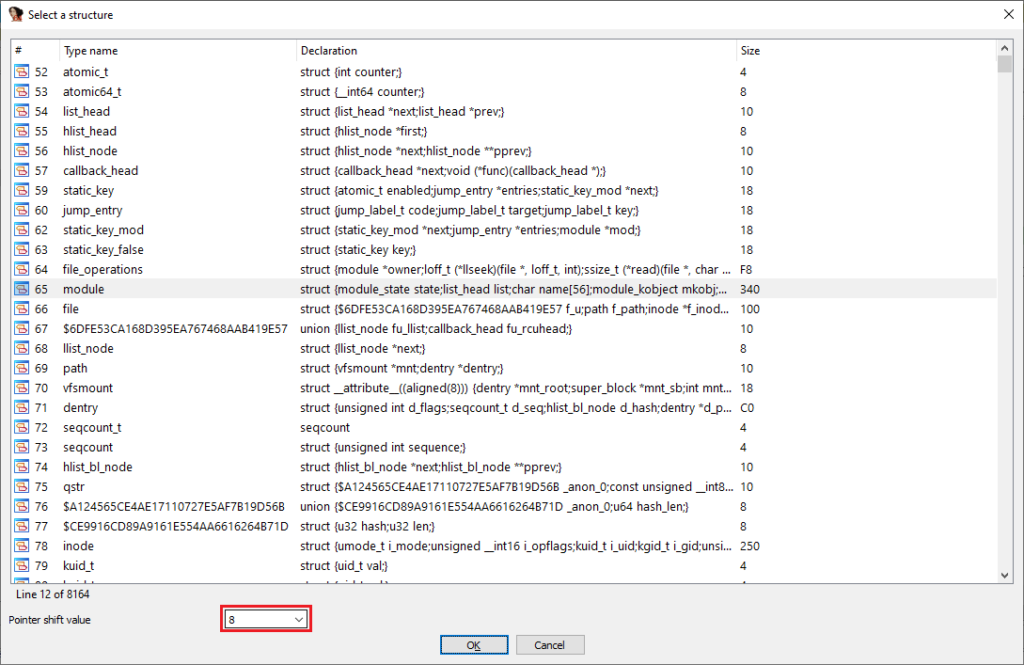 Select a structure
# Type name Declaration Size
52 atomic_t struct {int counter;} 4
53 atomic64_t struct {__int64 counter;} 8
54 list_head struct {list_head *next;list_head *prev;} 10
55 hlist_head struct {hlist_node *first;} 8
56 hlist_node struct {hlist_node *next;hlist_node **pprev;} 10
57 callback_head struct {callback_head *next;void (*func)(callback_head *);} 10
59 static_key struct {atomic_t enabled;jump_entry *entries;static_key_mod *next;} 18
60 jump_entry struct {jump_label_t code;jump_label_t target;jump_label_t key;} 18
62 static_key_mod struct {static_key_mod *next;jump_entry *entries;module *mod;} 18
63 static_key_false struct {static_key key;} 18
64 file_operations struct {module *owner;loff_t (*llseek)(file *, loff_t, int);ssize_t (*read)(file *, char ... F8
65 module struct {module_state state;list_head list;char name[56];module_kobject mkobj;... 340
66 file struct {$6DFE53CA168D395EA767468AAB419E57 f_u;path f_path;inode *f_inod... 100
67 $6DFE53CA168D395EA767468AAB419E57 union {llist_node fu_llist;callback_head fu_rcuhead;} 10
68 llist_node struct {llist_node *next;} 8
69 path struct {vfsmount *mnt;dentry *dentry;} 10
70 vfsmount struct __attribute__((aligned(8))) {dentry *mnt_root;super_block *mnt_sb;int mnt... 18
71 dentry struct {unsigned int d_flags;seqcount_t d_seq;hlist_bl_node d_hash;dentry *d_p... C0
72 seqcount_t seqcount 4
73 seqcount struct {unsigned int sequence;} 4
74 hlist_bl_node struct {hlist_bl_node *next;hlist_bl_node **pprev;} 10
75 qstr struct {$A124565CE4AE17110727E5AF7B19D56B _anon_0;const unsigned __int8... 10
76 $A124565CE4AE17110727E5AF7B19D56B union {$CE9916CD89A9161E554AA6616264B71D _anon_0;u64 hash_len;} 8
77 $CE9916CD89A9161E554AA6616264B71D struct {u32 hash;u32 len;} 8
78 inode struct {umode_t i_mode;unsigned __int16 i_opflags;kuid_t i_uid;kgid_t i_gid;unsi... 250
79 kuid_t struct {uid_t val;} 4
Line 12 of 8164
Pointer shift value 8
OK Cancel